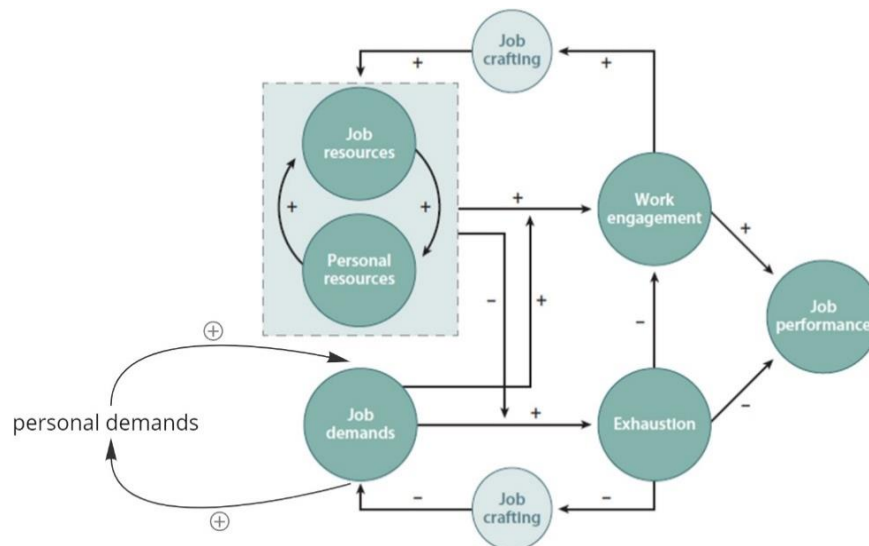 Job
crafting
+
+
Job
resources
+
+
Personal
resources
+
Work
engagement
+
−
+
−
Job
performance
⊕
personal demands
Job
demands
+
Exhaustion
−
⊕
−
−
Job
crafting